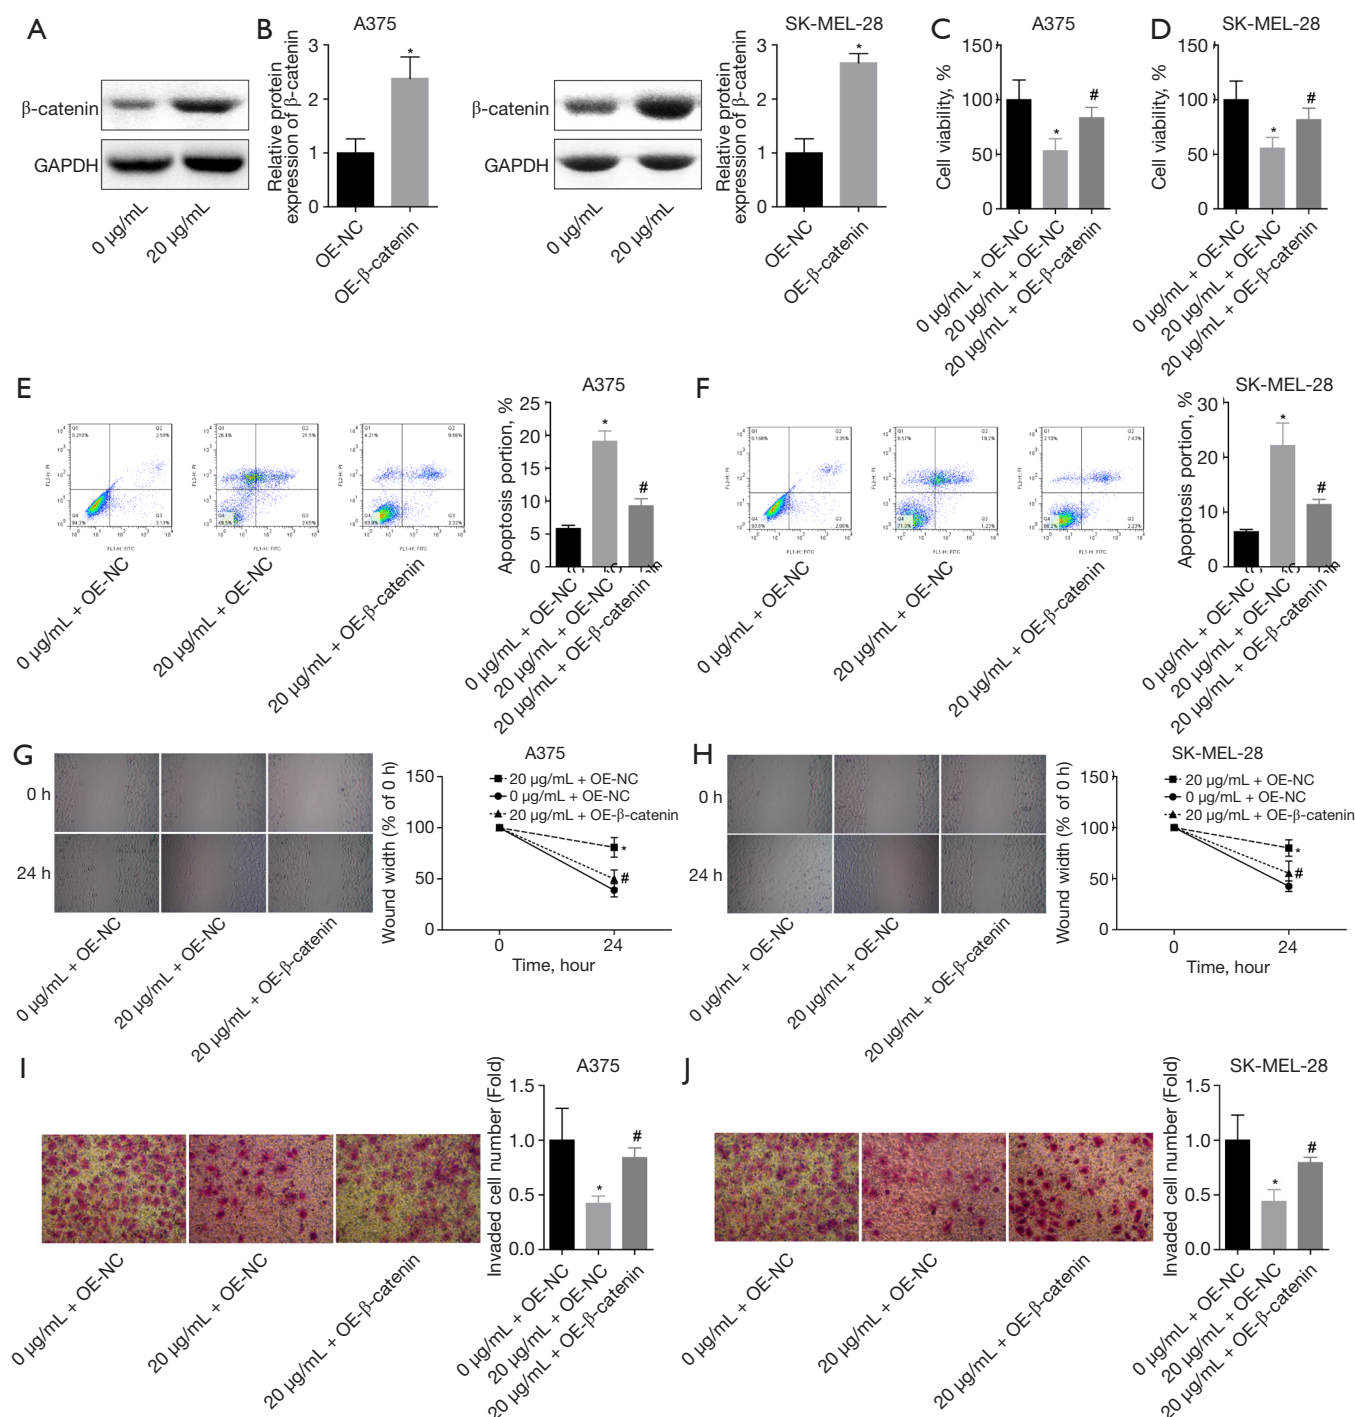 A
β-catenin
GAPDH
0 µg/mL
20 µg/mL
B
A375
Relative protein
expression of β-catenin
3
2
1
0
*
OE-NC
OE-β-catenin
β-catenin
GAPDH
0 µg/mL
20 µg/mL
SK-MEL-28
Relative protein
expression of β-catenin
3
2
1
0
*
OE-NC
OE-β-catenin
C
A375
Cell viability, %
150
100
50
0
*
#
0 µg/mL + OE-NC
20 µg/mL + OE-NC
20 µg/mL + OE-β-catenin
D
SK-MEL-28
Cell viability, %
150
100
50
0
*
#
0 µg/mL + OE-NC
20 µg/mL + OE-NC
20 µg/mL + OE-β-catenin
E
0 µg/mL + OE-NC
20 µg/mL + OE-NC
20 µg/mL + OE-β-catenin
A375
Apoptosis portion, %
25
20
15
10
5
0
*
#
0 µg/mL + OE-NC
20 µg/mL + OE-NC
20 µg/mL + OE-β-catenin
F
0 µg/mL + OE-NC
20 µg/mL + OE-NC
20 µg/mL + OE-β-catenin
SK-MEL-28
Apoptosis portion, %
30
20
10
0
*
#
0 µg/mL + OE-NC
20 µg/mL + OE-NC
20 µg/mL + OE-β-catenin
G
0 h
24 h
0 µg/mL + OE-NC
20 µg/mL + OE-NC
20 µg/mL + OE-β-catenin
A375
Wound width (% of 0 h)
150
100
50
0
20 µg/mL + OE-NC
0 µg/mL + OE-NC
20 µg/mL + OE-β-catenin
*
#
0
24
Time, hour
H
0 h
24 h
0 µg/mL + OE-NC
20 µg/mL + OE-NC
20 µg/mL + OE-β-catenin
SK-MEL-28
Wound width (% of 0 h)
150
100
50
0
20 µg/mL + OE-NC
0 µg/mL + OE-NC
20 µg/mL + OE-β-catenin
*
#
0
24
Time, hour
I
0 µg/mL + OE-NC
20 µg/mL + OE-NC
20 µg/mL + OE-β-catenin
A375
Invaded cell number (Fold)
1.5
1.0
0.5
0.0
*
#
0 µg/mL + OE-NC
20 µg/mL + OE-NC
20 µg/mL + OE-β-catenin
J
0 µg/mL + OE-NC
20 µg/mL + OE-NC
20 µg/mL + OE-β-catenin
SK-MEL-28
Invaded cell number (Fold)
1.5
1.0
0.5
0.0
*
#
0 µg/mL + OE-NC
20 µg/mL + OE-NC
20 µg/mL + OE-β-catenin